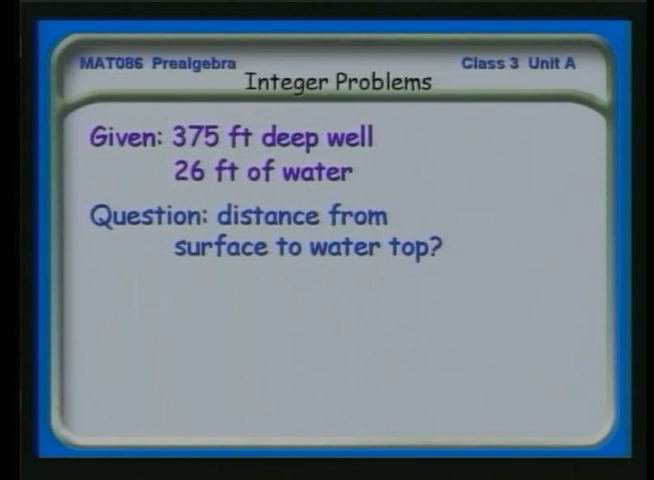 MAT086 Prealgebra
Class 3 Unit A
Integer Problems
Given: 375 ft deep well
26 ft of water
Question: distance from
surface to water top?